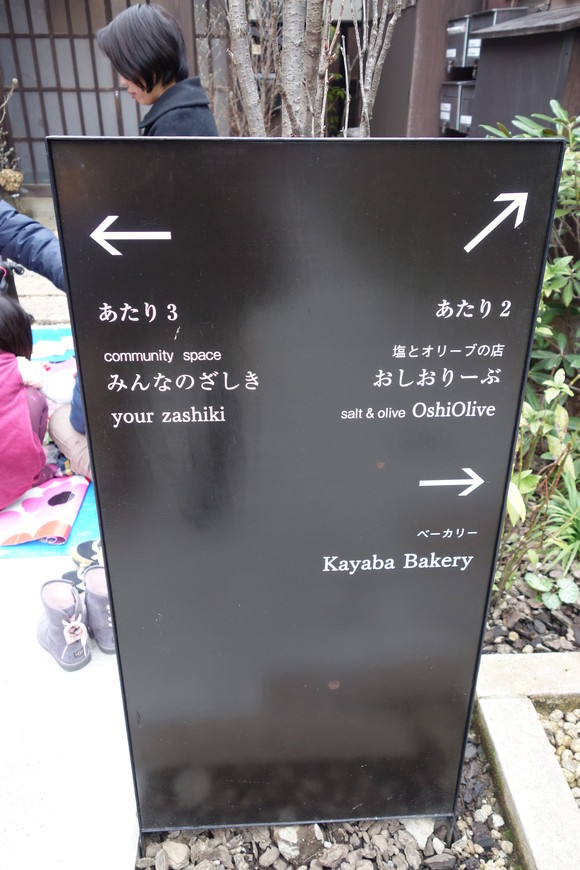 あたり 3
community space
みんなのざしき
your zashiki
あたり 2
塩とオリーブの店
おしおりーぶ
salt & olive OshiOlive
ベーカリー
Kayaba Bakery